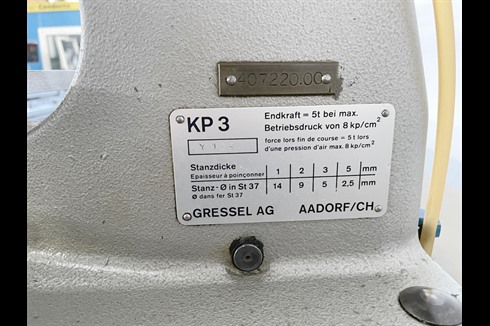 407220.00
KP 3
Endkraft = 5t bei max.
Betriebsdruck von 8 kp/cm²
force lors fin de course = 5t lors
d'une pression d'air max. 8 kp/cm²
Stanzdicke 1 2 3 5 mm
Epaisseur à poinçonner
Stanz-Ø in St 37 14 9 5 2,5 mm
Ø dans fer St 37
GRESSEL AG AADORF/CH